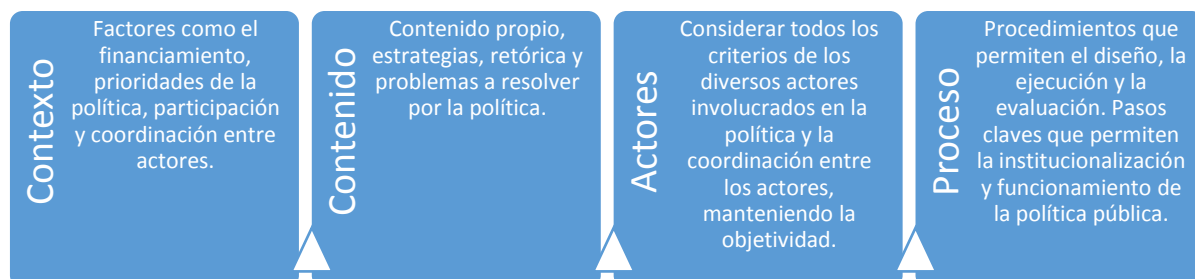 Contexto
Factores como el
financiamiento,
prioridades de la
política, participación
y coordinación entre
actores.
Contenido
Contenido propio,
estrategias, retórica y
problemas a resolver
por la política.
Actores
Considerar todos los
criterios de los
diversos actores
involucrados en la
política y la
coordinación entre
los actores,
manteniendo la
objetividad.
Proceso
Procedimientos que
permiten el diseño, la
ejecución y la
evaluación. Pasos
claves que permiten
la institucionalización
y funcionamiento de
la política pública.